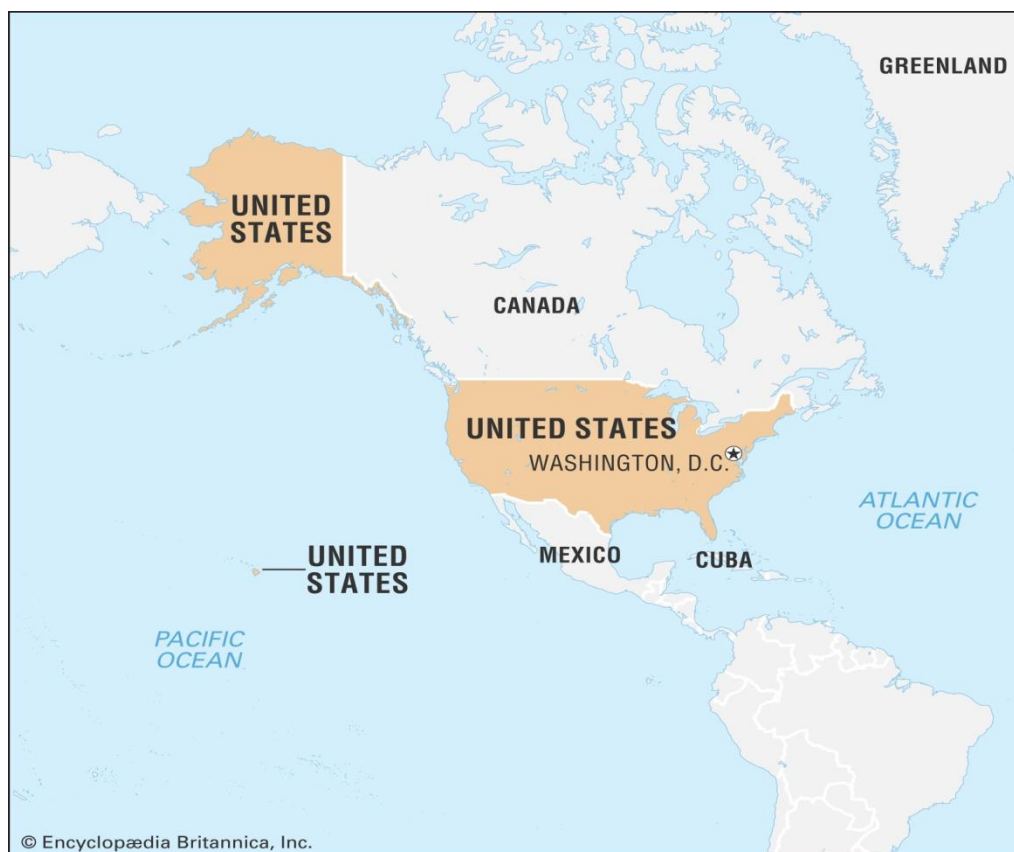 GREENLAND
UNITED
STATES
CANADA
UNITED STATES
WASHINGTON, D.C.
ATLANTIC
OCEAN
MEXICO
CUBA
UNITED
STATES
PACIFIC
OCEAN
© Encyclopædia Britannica, Inc.